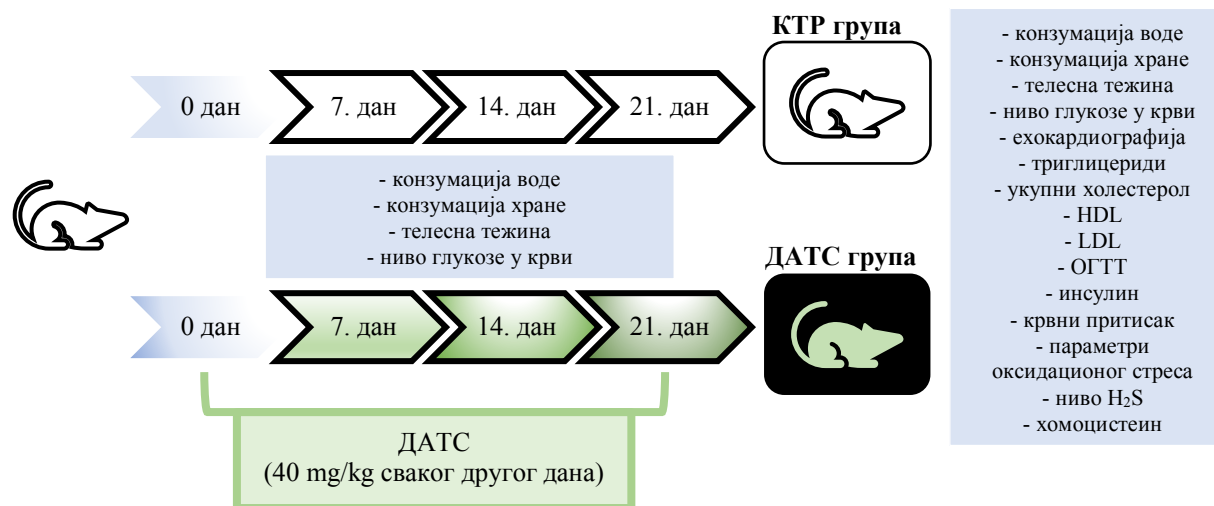 КТР група
0 дан
7. дан
14. дан
21. дан
- конзумација воде
- конзумација хране
- телесна тежина
- ниво глукозе у крви
ДАТС група
0 дан
7. дан
14. дан
21. дан
ДАТС
(40 mg/kg сваког другог дана)
- конзумација воде
- конзумација хране
- телесна тежина
- ниво глукозе у крви
- ехокардиографија
- триглицериди
- укупни холестерол
- HDL
- LDL
- ОГТТ
- инсулин
- крвни притисак
- параметри
оксидационог стреса
- ниво H₂S
- хомоцистеин